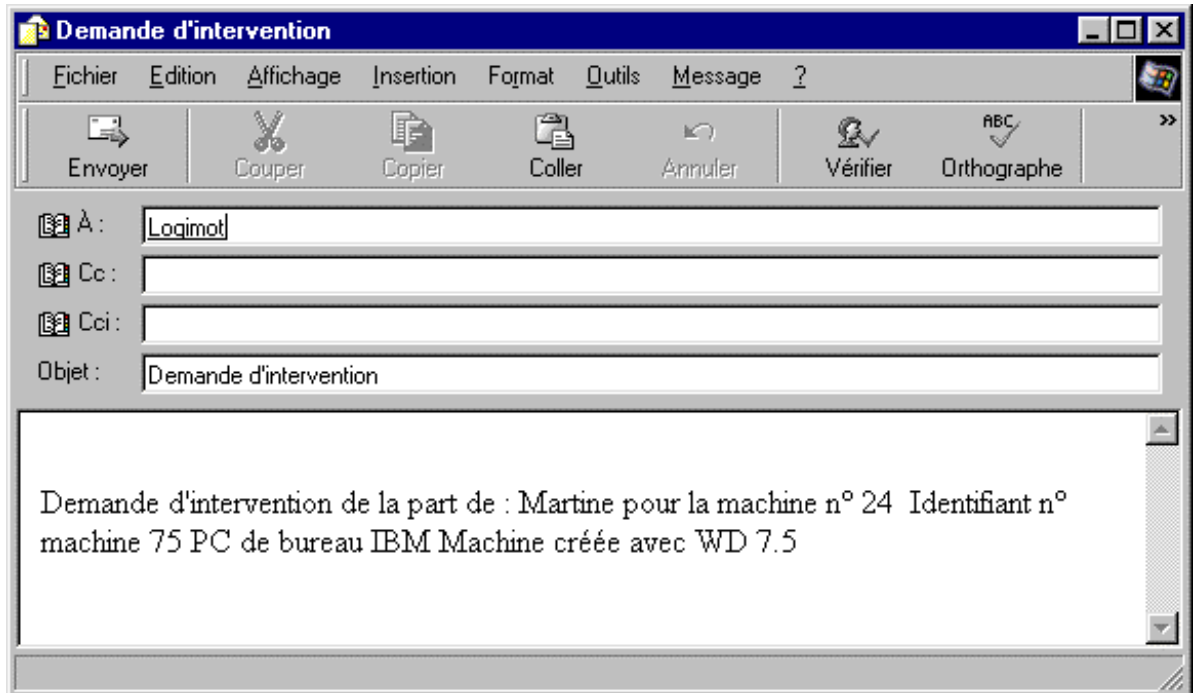 Demande d'intervention
Fichier Edition Affichage Insertion Format Outils Message ?
Envoyer Couper Copier Coller Annuler Vérifier ABC Orthographe »
À : Logimot
Cc :
Cci :
Objet : Demande d'intervention
Demande d'intervention de la part de : Martine pour la machine n° 24 Identifiant n°
machine 75 PC de bureau IBM Machine créée avec WD 7.5